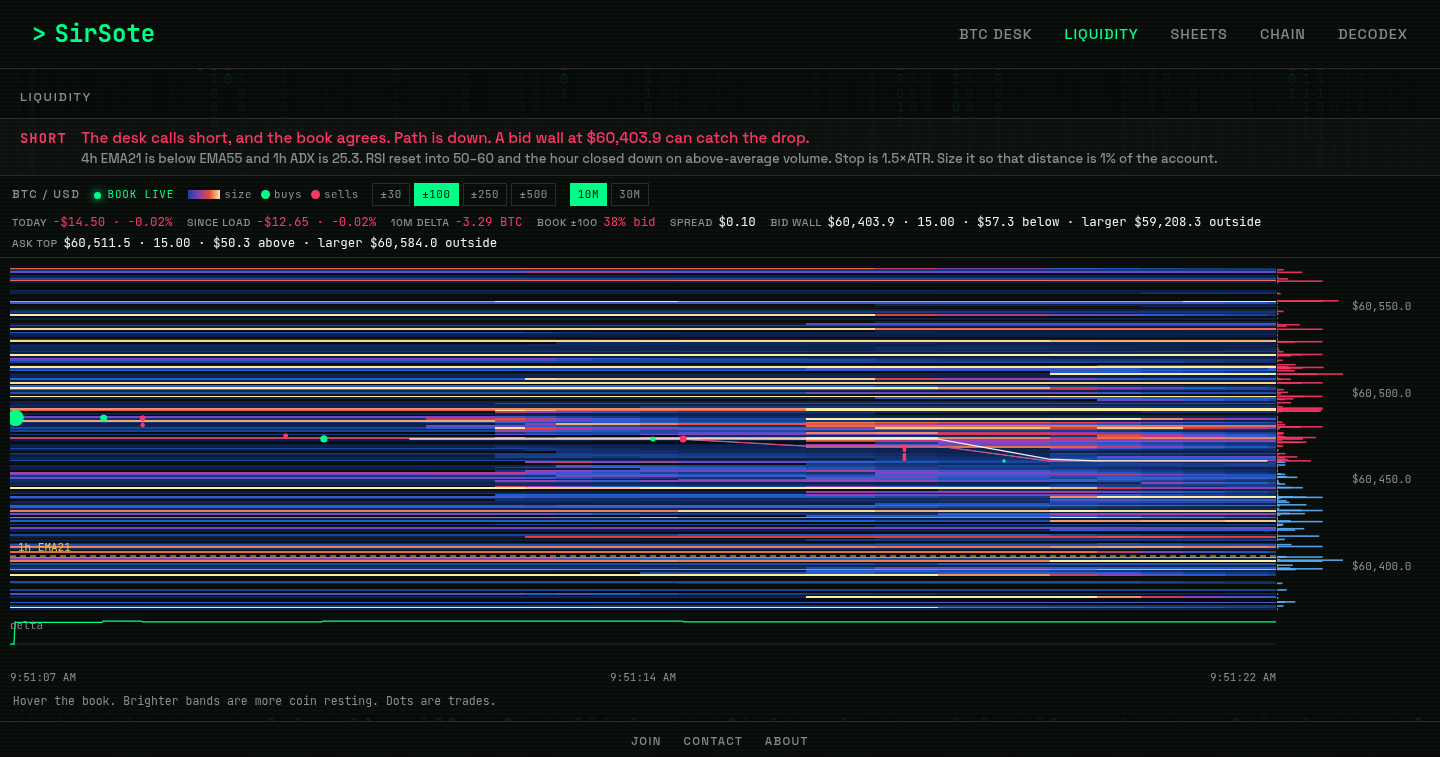 > SirSote
BTC DESK LIQUIDITY SHEETS CHAIN DECODEX
LIQUIDITY
SHORT The desk calls short, and the book agrees. Path is down. A bid wall at $60,403.9 can catch the drop.
4h EMA21 is below EMA55 and 1h ADX is 25.3. RSI reset into 50–60 and the hour closed down on above-average volume. Stop is 1.5×ATR. Size it so that distance is 1% of the account.
BTC / USD BOOK LIVE size buys sells ±30 ±100 ±250 ±500 10M 30M
TODAY -$14.50 · -0.02% SINCE LOAD -$12.65 · -0.02% 10M DELTA -3.29 BTC BOOK ±100 38% bid SPREAD $0.10 BID WALL $60,403.9 · 15.00 · $57.3 below · larger $59,208.3 outside
ASK TOP $60,511.5 · 15.00 · $50.3 above · larger $60,584.0 outside
$60,550.0
$60,500.0
$60,450.0
1h EMA21
$60,400.0
delta
9:51:07 AM 9:51:14 AM 9:51:22 AM
Hover the book. Brighter bands are more coin resting. Dots are trades.
JOIN CONTACT ABOUT